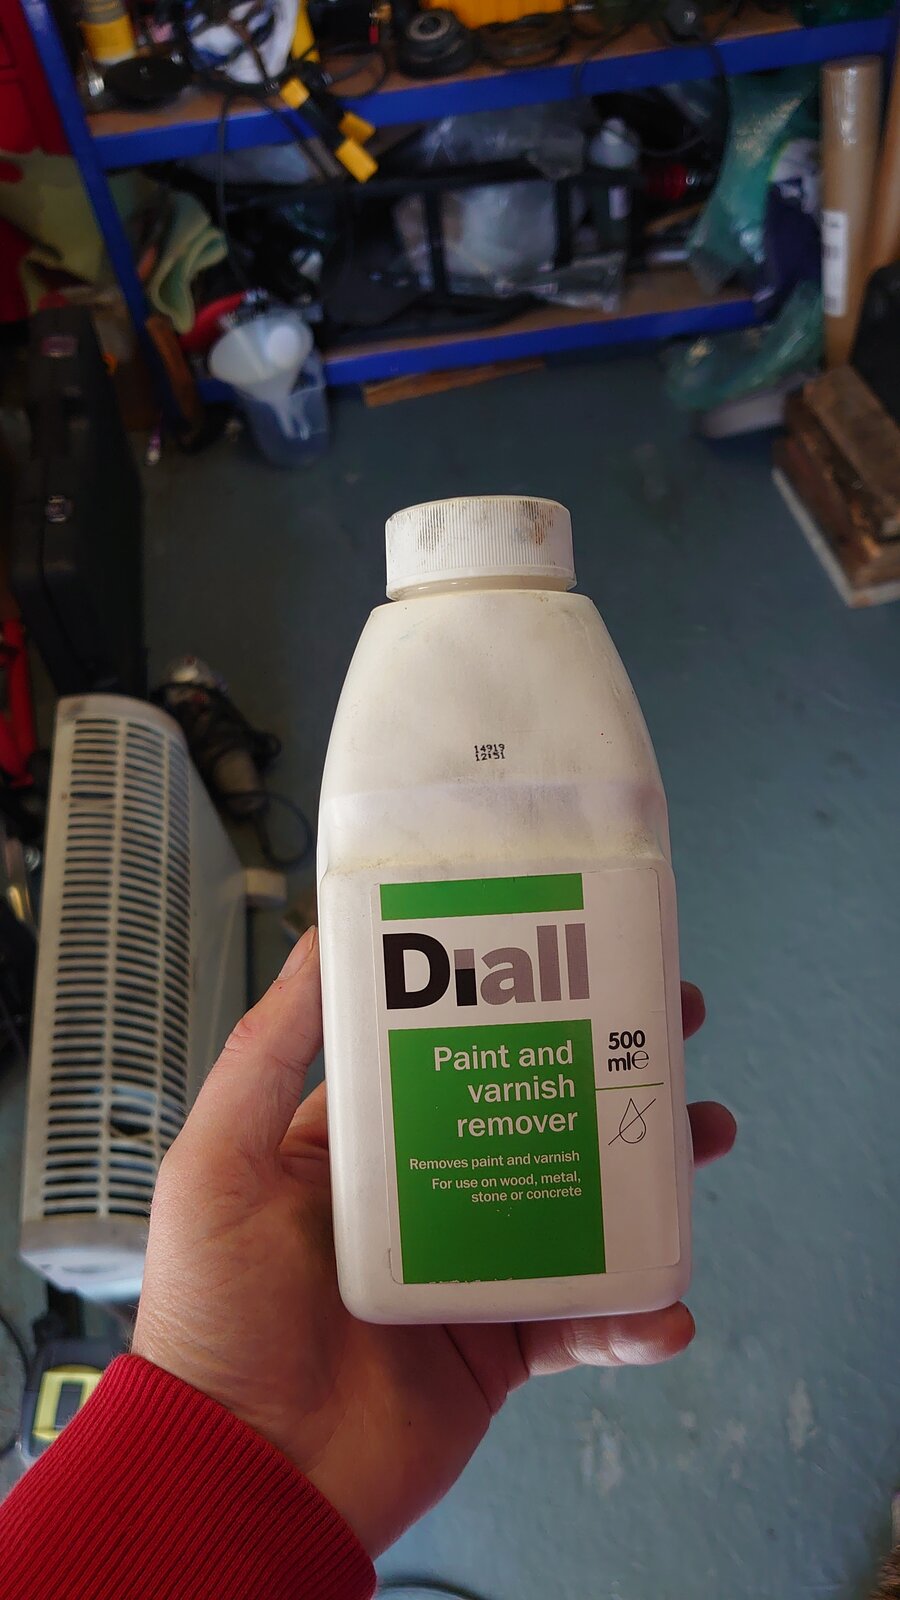 14919
12:51
Diall
Paint and
varnish
remover
500
ml℮
Removes paint and varnish
For use on wood, metal,
stone or concrete